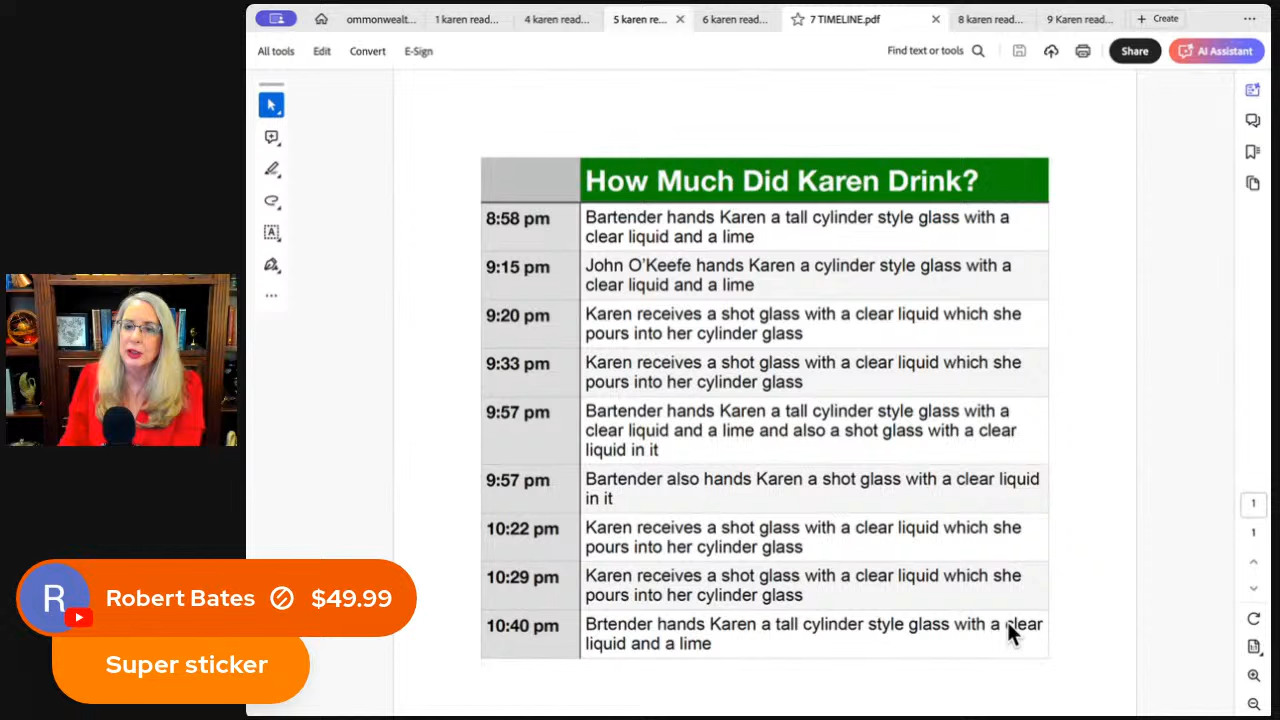 ommonwealt...
1 karen read...
4 karen read...
5 karen re...
6 karen read...
7 TIMELINE.pdf
8 karen read...
9 Karen read...
Create
All tools
Edit
Convert
E-Sign
Find text or tools
Share
AI Assistant
How Much Did Karen Drink?
8:58 pm
Bartender hands Karen a tall cylinder style glass with a
clear liquid and a lime
9:15 pm
John O'Keefe hands Karen a cylinder style glass with a
clear liquid and a lime
9:20 pm
Karen receives a shot glass with a clear liquid which she
pours into her cylinder glass
9:33 pm
Karen receives a shot glass with a clear liquid which she
pours into her cylinder glass
9:57 pm
Bartender hands Karen a tall cylinder style glass with a
clear liquid and a lime and also a shot glass with a clear
liquid in it
9:57 pm
Bartender also hands Karen a shot glass with a clear liquid
in it
10:22 pm
Karen receives a shot glass with a clear liquid which she
pours into her cylinder glass
10:29 pm
Karen receives a shot glass with a clear liquid which she
pours into her cylinder glass
10:40 pm
Brtender hands Karen a tall cylinder style glass with a clear
liquid and a lime
1
1
R
Robert Bates
$49.99
Super sticker